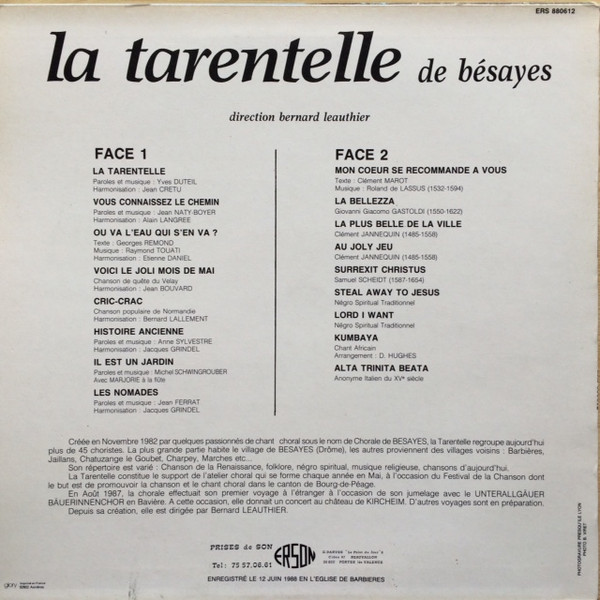 ERS 880612
la tarentelle de bésayes
direction bernard leauthier
FACE 1
LA TARENTELLE
Paroles et musique : Yves DUTEIL
Harmonisation : Jean CRETU
VOUS CONNAISSEZ LE CHEMIN
Paroles et musique : Jean NATY-BOYER
Harmonisation : Alain LANGREE
OU VA L'EAU QUI S'EN VA ?
Texte : Georges REMOND
Musique : Raymond TOUATI
Harmonisation : Etienne DANIEL
VOICI LE JOLI MOIS DE MAI
Chanson de quête du Velay
Harmonisation : Jean BOUVARD
CRIC-CRAC
Chanson populaire de Normandie
Harmonisation : Bernard LALLEMENT
HISTOIRE ANCIENNE
Paroles et musique : Anne SYLVESTRE
Harmonisation : Jacques GRINDEL
IL EST UN JARDIN
Paroles et musique : Michel SCHWINGROUBER
Avec MARJORIE à la flûte
LES NOMADES
Paroles et musique : Jean FERRAT
Harmonisation : Jacques GRINDEL
FACE 2
MON COEUR SE RECOMMANDE A VOUS
Texte : Clément MAROT
Musique : Roland de LASSUS (1532-1594)
LA BELLEZZA
Giovanni Giacomo GASTOLDI (1550-1622)
LA PLUS BELLE DE LA VILLE
Clément JANNEQUIN (1485-1558)
AU JOLY JEU
Clément JANNEQUIN (1485-1558)
SURREXIT CHRISTUS
Samuel SCHEIDT (1587-1654)
STEAL AWAY TO JESUS
Négro Spiritual Traditionnel
LORD I WANT
Négro Spiritual Traditionnel
KUMBAYA
Chant Africain
Arrangement : D. HUGHES
ALTA TRINITA BEATA
Anonyme Italien du XVe siècle
Créée en Novembre 1982 par quelques passionnés de chant choral sous le nom de Chorale de BESAYES, la Tarentelle regroupe aujourd'hui
plus de 45 choristes. La plus grande partie habite le village de BESAYES (Drôme), les autres proviennent des villages voisins : Barbières,
Jaillans, Chatuzange le Goubet, Charpey, Marches etc...
Son répertoire est varié : Chanson de la Renaissance, folklore, négro spiritual, musique religieuse, chansons d'aujourd'hui.
La Tarentelle constitue le support de l'atelier choral qui se forme chaque année en Mai, à l'occasion du Festival de la Chanson dont
le but est de promouvoir la chanson et le chant choral dans le canton de Bourg-de-Péage.
En Août 1987, la chorale effectuait son premier voyage à l'étranger à l'occasion de son jumelage avec le UNTERALLGÄUER
BÄUERINNENCHOR en Bavière. A cette occasion, elle donnait un concert au château de KIRCHEIM. D'autres voyages sont en préparation.
Depuis sa création, elle est dirigée par Bernard LEAUTHIER.
PRISES de SON
Tel: 75 57.06.61
ERSON
ENREGISTRÉ LE 12 JUIN 1988 EN L'EGLISE DE BARBIERES
PHOTOGRAVURE PRESQU'ILE LYON